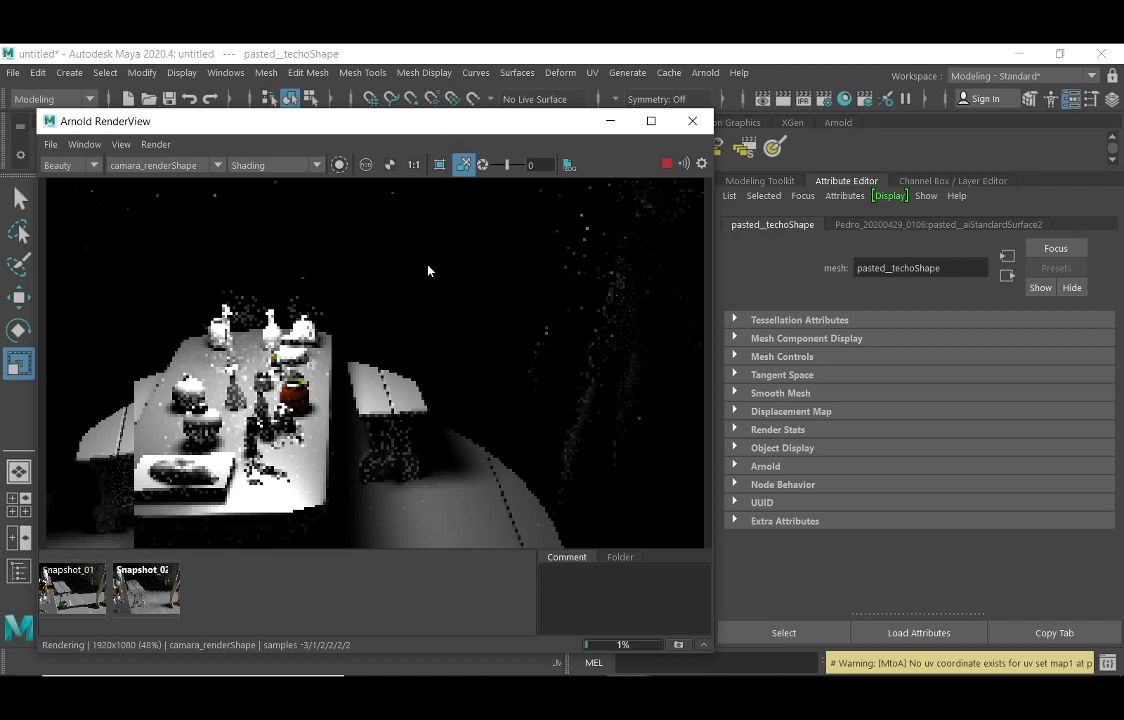 untitled* - Autodesk Maya 2020.4: untitled --- pasted__techoShape
File Edit Create Select Modify Display Windows Mesh Edit Mesh Mesh Tools Mesh Display Curves Surfaces Deform UV Generate Cache Arnold Help
Workspace : Modeling - Standard*
Modeling No Live Surface Symmetry: Off Sign In
Arnold RenderView
on Graphics XGen Arnold
File Window View Render
Beauty camara_renderShape Shading 1:1 0
Modeling Toolkit Attribute Editor Channel Box / Layer Editor
List Selected Focus Attributes Display Show Help
pasted__techoShape Pedro_20200429_0106:pasted__aiStandardSurface2
Focus
mesh: pasted__techoShape
Presets
Show Hide
Tessellation Attributes
Mesh Component Display
Mesh Controls
Tangent Space
Smooth Mesh
Displacement Map
Render Stats
Object Display
Arnold
Node Behavior
UUID
Extra Attributes
Comment Folder
Snapshot_01 Snapshot_02
Select Load Attributes Copy Tab
Rendering | 1920x1080 (48%) | camara_renderShape | samples -3/1/2/2/2/2
1%
MEL
# Warning: [MtoA] No uv coordinate exists for uv set map1 at p